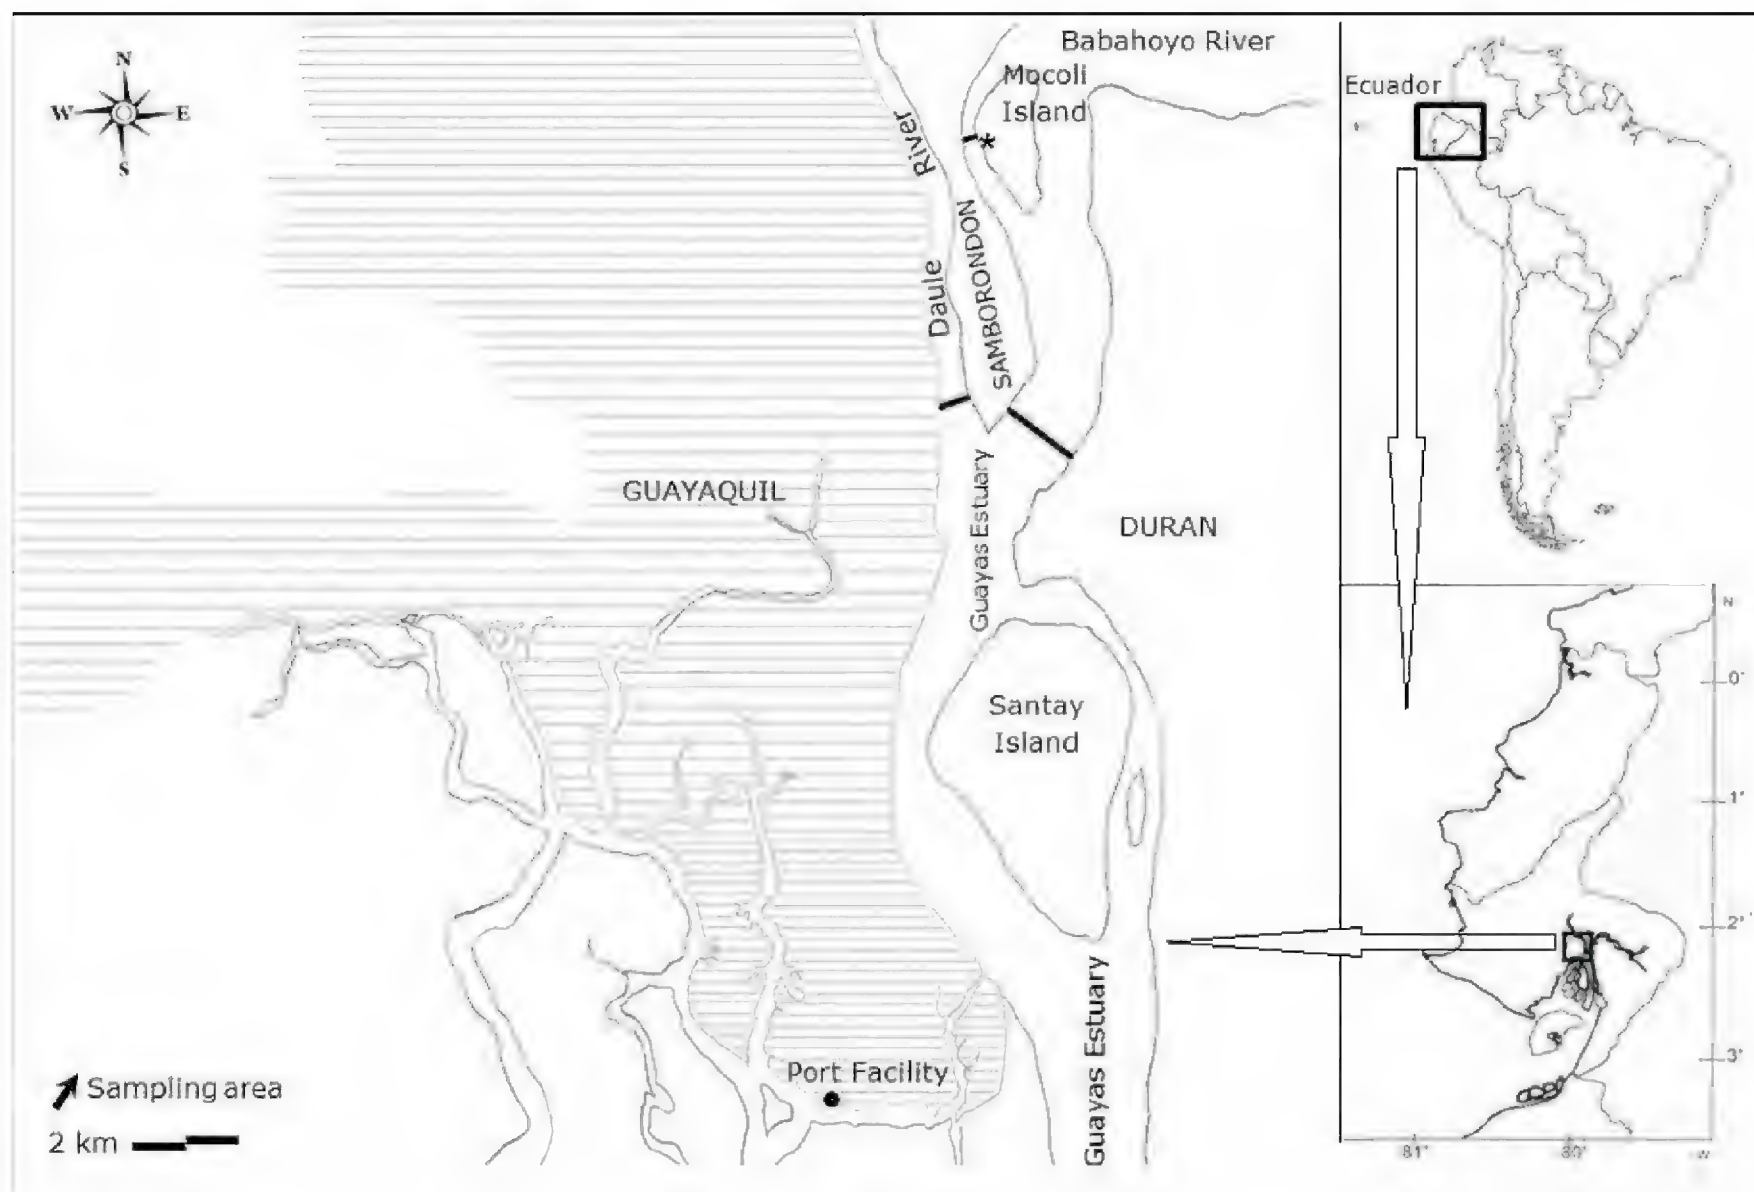 N
W
E
S
Babahoyo River
Mocoli
Island
*
River
Daule
SAMBORONDON
GUAYAQUIL
Guayas Estuary
DURAN
Santay
Island
Guayas Estuary
Port Facility
Sampling area
2 km
Ecuador
N
0°
1°
2°
3°
81°
80°
W